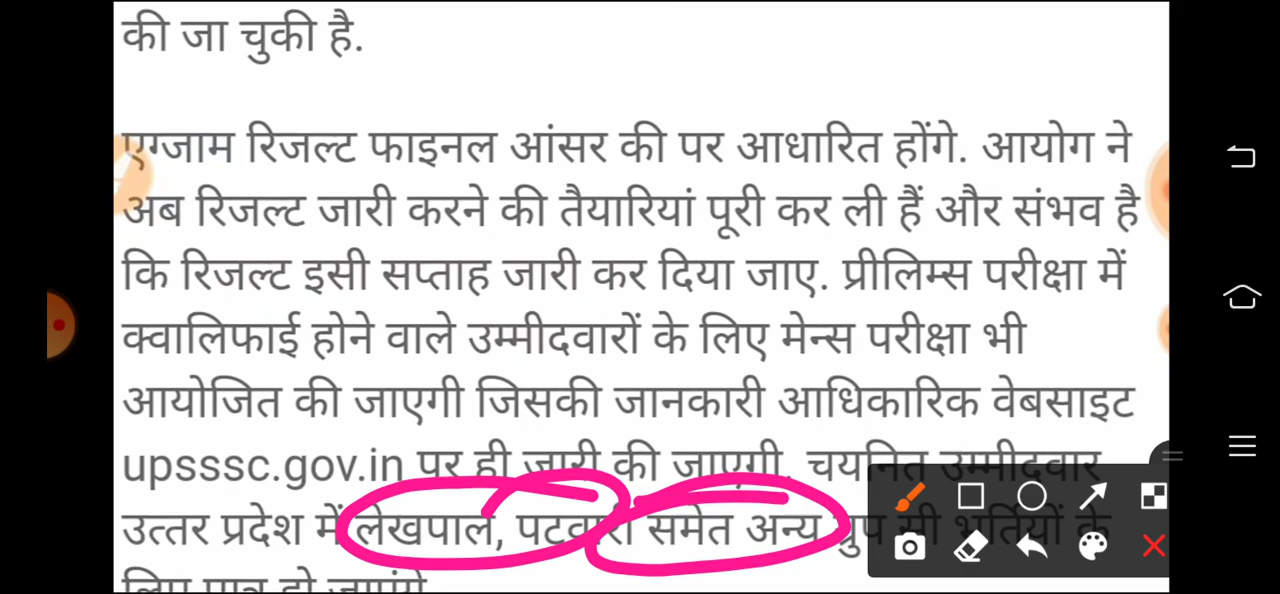 की जा चुकी है.
एग्जाम रिजल्ट फाइनल आंसर की पर आधारित होंगे. आयोग ने
अब रिजल्ट जारी करने की तैयारियां पूरी कर ली हैं और संभव है
कि रिजल्ट इसी सप्ताह जारी कर दिया जाए. प्रीलिम्स परीक्षा में
क्वालिफाई होने वाले उम्मीदवारों के लिए मेन्स परीक्षा भी
आयोजित की जाएगी जिसकी जानकारी आधिकारिक वेबसाइट
upsssc.gov.in पर ही जारी की जाएगी. चयनित उम्मीदवार
उत्तर प्रदेश में लेखपाल, पटवारी समेत अन्य ग्रुप सी भर्तियों के
लिए पात्र हो जाएंगे